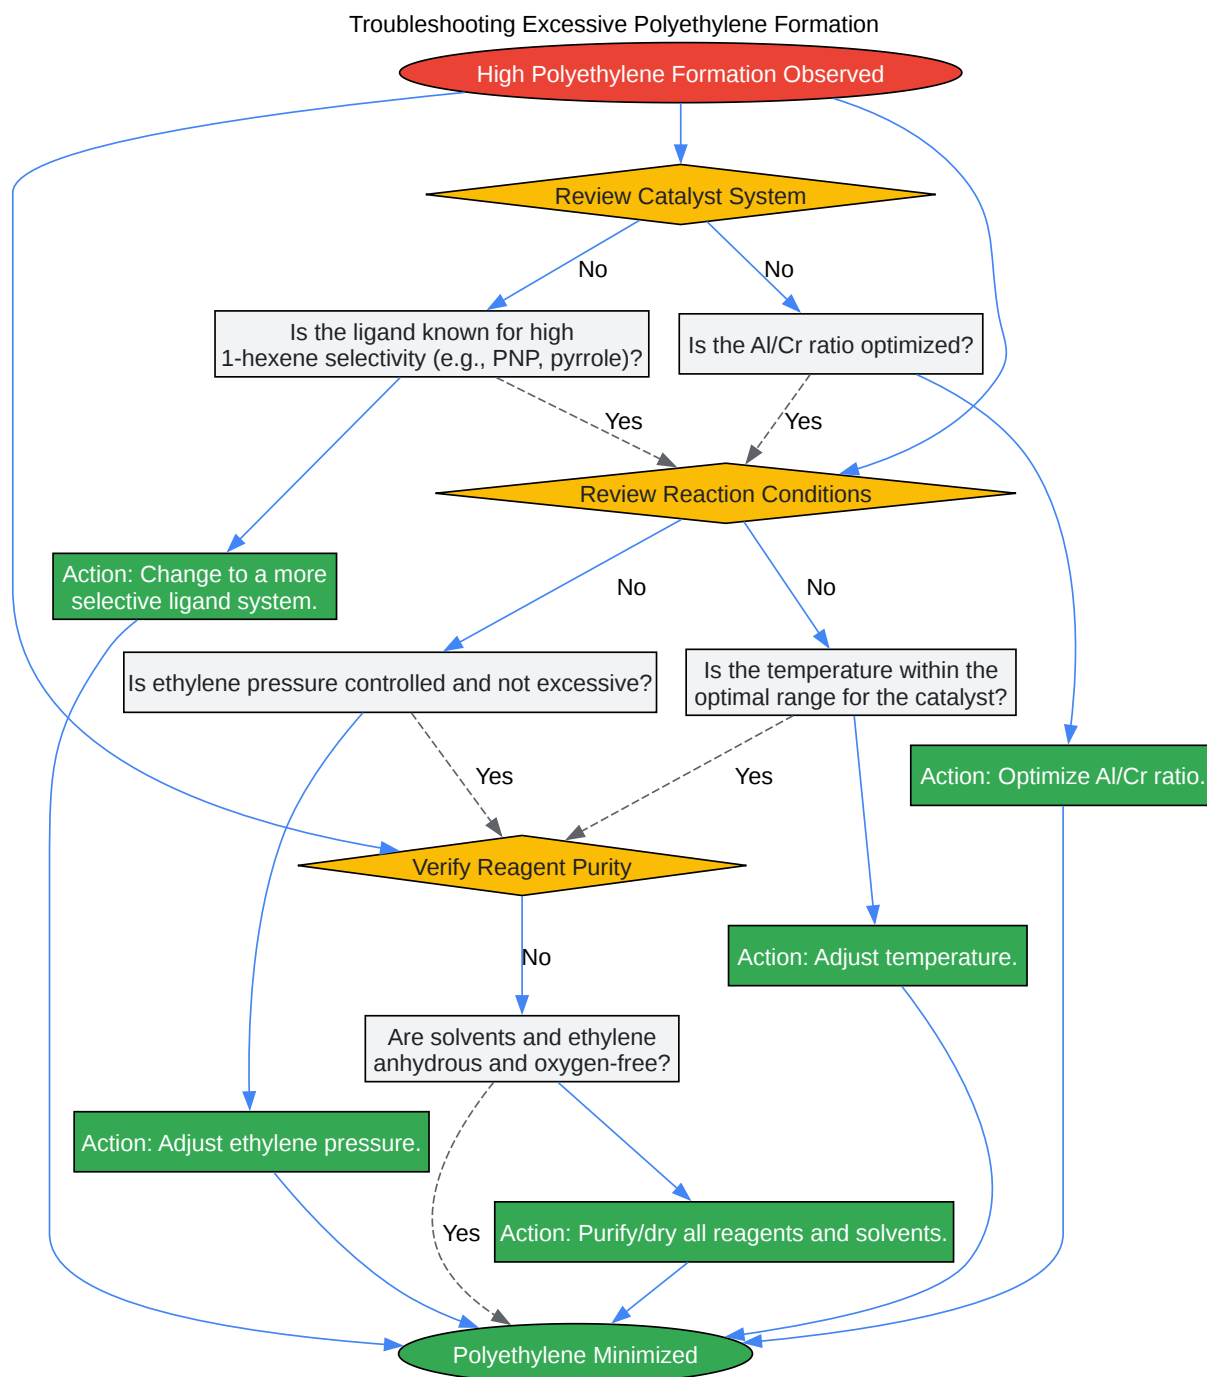 Troubleshooting Excessive Polyethylene Formation
High Polyethylene Formation Observed
Review Catalyst System
No
No
Is the ligand known for high
1-hexene selectivity (e.g., PNP, pyrrole)?
Is the Al/Cr ratio optimized?
Yes
Yes
Review Reaction Conditions
Action: Change to a more
selective ligand system.
No
No
Is ethylene pressure controlled and not excessive?
Is the temperature within the
optimal range for the catalyst?
Yes
Yes
Action: Optimize Al/Cr ratio.
Verify Reagent Purity
No
Action: Adjust temperature.
Are solvents and ethylene
anhydrous and oxygen-free?
Action: Adjust ethylene pressure.
Yes
Action: Purify/dry all reagents and solvents.
Polyethylene Minimized